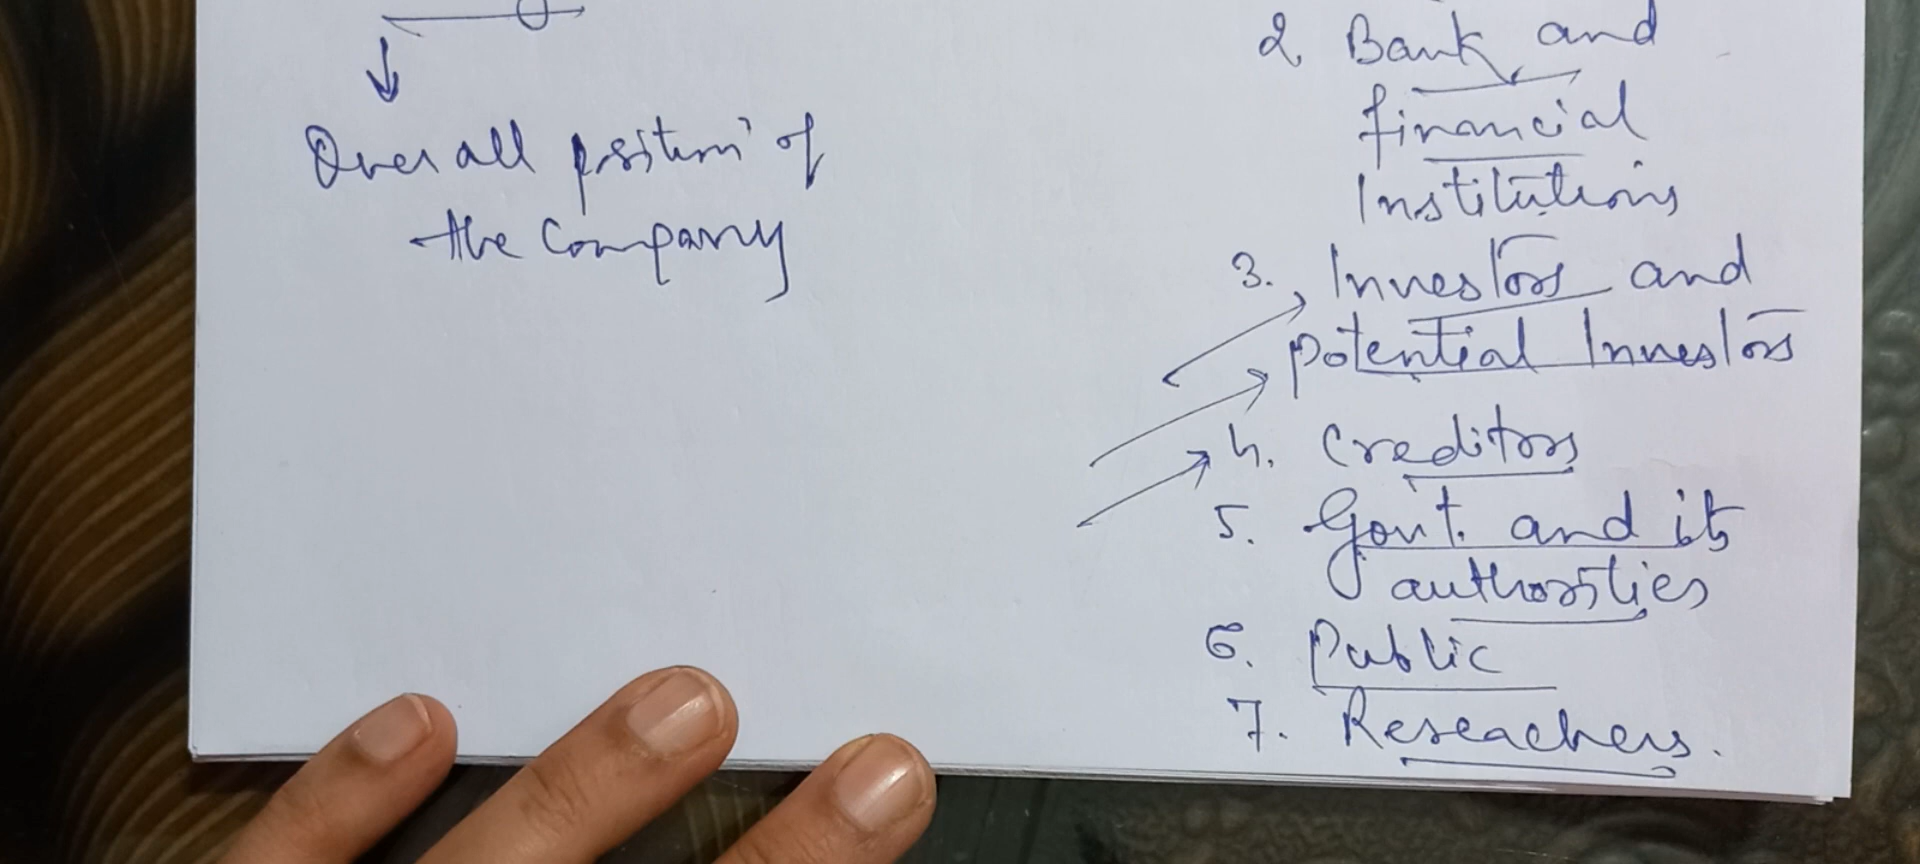 Overall position of
the Company
2. Bank and
financial
Institutions
3. Investors and
potential Investors
4. Creditors
5. Govt. and its
authorities
6. Public
7. Reseachers.